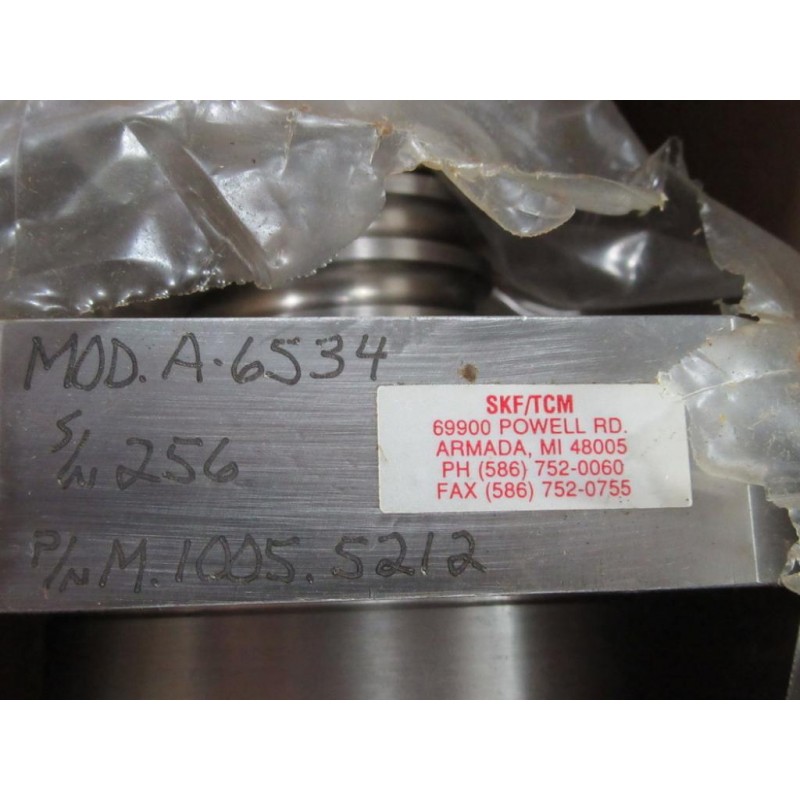 MOD. A-6534
S/N 256
P/N M.1005.5212
SKF/TCM
69900 POWELL RD.
ARMADA, MI 48005
PH (586) 752-0060
FAX (586) 752-0755